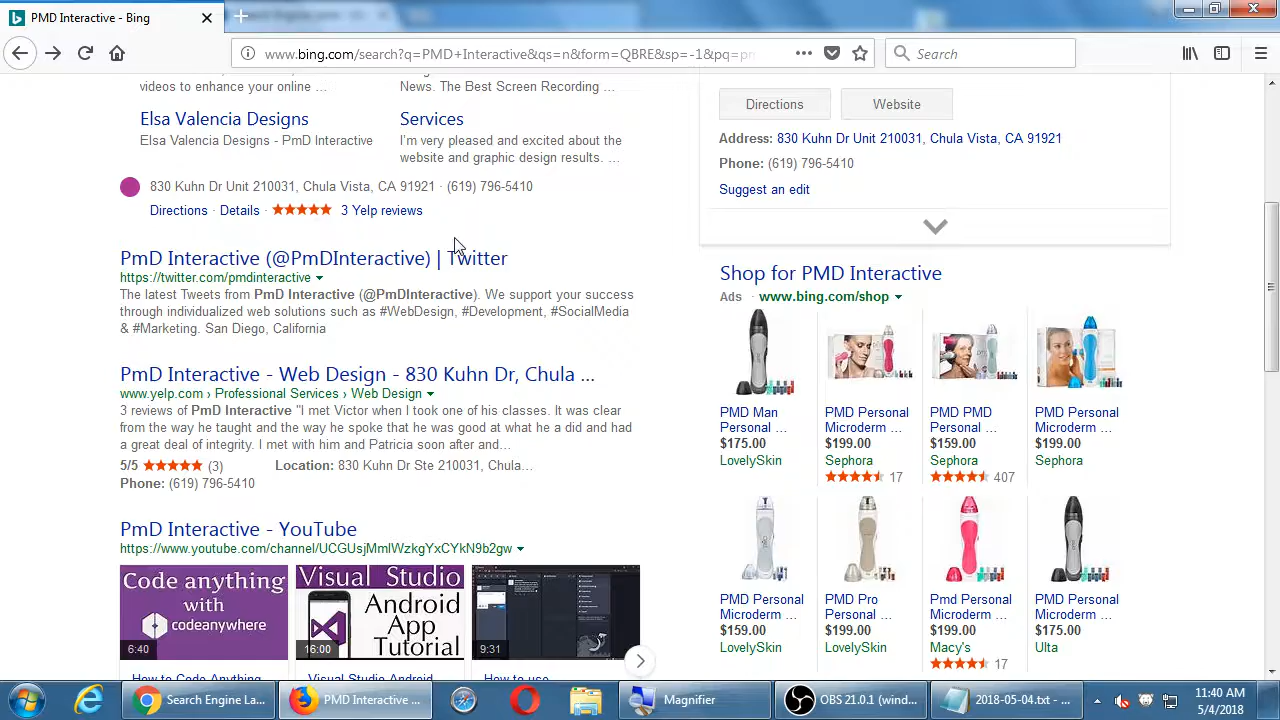 PMD Interactive - Bing
www.bing.com/search?q=PMD+Interactive&qs=n&form=QBRE&sp=-1&pq=pr
Search
videos to enhance your online ...
News. The Best Screen Recording ...
Elsa Valencia Designs
Elsa Valencia Designs - PmD Interactive
Services
I'm very pleased and excited about the
website and graphic design results. ...
830 Kuhn Dr Unit 210031, Chula Vista, CA 91921 · (619) 796-5410
Directions · Details · 3 Yelp reviews
PmD Interactive (@PmDInteractive) | Twitter
https://twitter.com/pmdinteractive
The latest Tweets from PmD Interactive (@PmDInteractive). We support your success
through individualized web solutions such as #WebDesign, #Development, #SocialMedia
& #Marketing. San Diego, California
PmD Interactive - Web Design - 830 Kuhn Dr, Chula ...
www.yelp.com › Professional Services › Web Design
3 reviews of PmD Interactive "I met Victor when I took one of his classes. It was clear
from the way he taught and the way he spoke that he was good at what he a did and had
a great deal of integrity. I met with him and Patricia soon after and...
5/5 (3) Location: 830 Kuhn Dr Ste 210031, Chula...
Phone: (619) 796-5410
PmD Interactive - YouTube
https://www.youtube.com/channel/UCGUsjMmlWzkgYxCYkN9b2gw
Code anything
with
codeanywhere
6:40
Visual Studio
Android
App
Tutorial
16:00
9:31
How to Code Anything
Visual Studio Android
How to use
Directions
Website
Address: 830 Kuhn Dr Unit 210031, Chula Vista, CA 91921
Phone: (619) 796-5410
Suggest an edit
Shop for PMD Interactive
Ads · www.bing.com/shop
PMD Man
Personal ...
$175.00
LovelySkin
PMD Personal
Microderm ...
$199.00
Sephora
17
PMD PMD
Personal ...
$159.00
Sephora
407
PMD Personal
Microderm ...
$199.00
Sephora
PMD Personal
Microderm ...
$159.00
LovelySkin
PMD Pro
Personal ...
$199.00
LovelySkin
Pmd Personal
Microderm ...
$199.00
Macy's
17
PMD Personal
Microderm ...
$175.00
Ulta
Search Engine La...
PMD Interactive ...
Magnifier
OBS 21.0.1 (wind...
2018-05-04.txt - ...
11:40 AM
5/4/2018